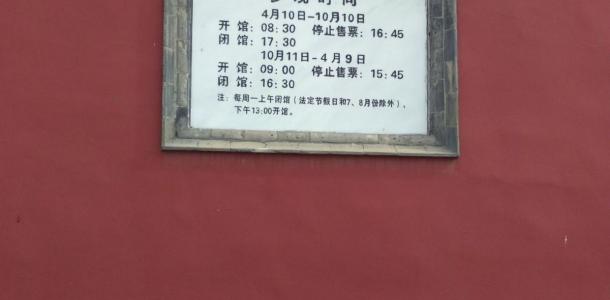 参观时间
4月10日-10月10日
开 馆: 08:30 停止售票: 16:45
闭 馆: 17:30
10月11日-4月9日
开 馆: 09:00 停止售票: 15:45
闭 馆: 16:30
注: 每周一上午闭馆(法定节假日和7、8月份除外),
下午13:00开馆。